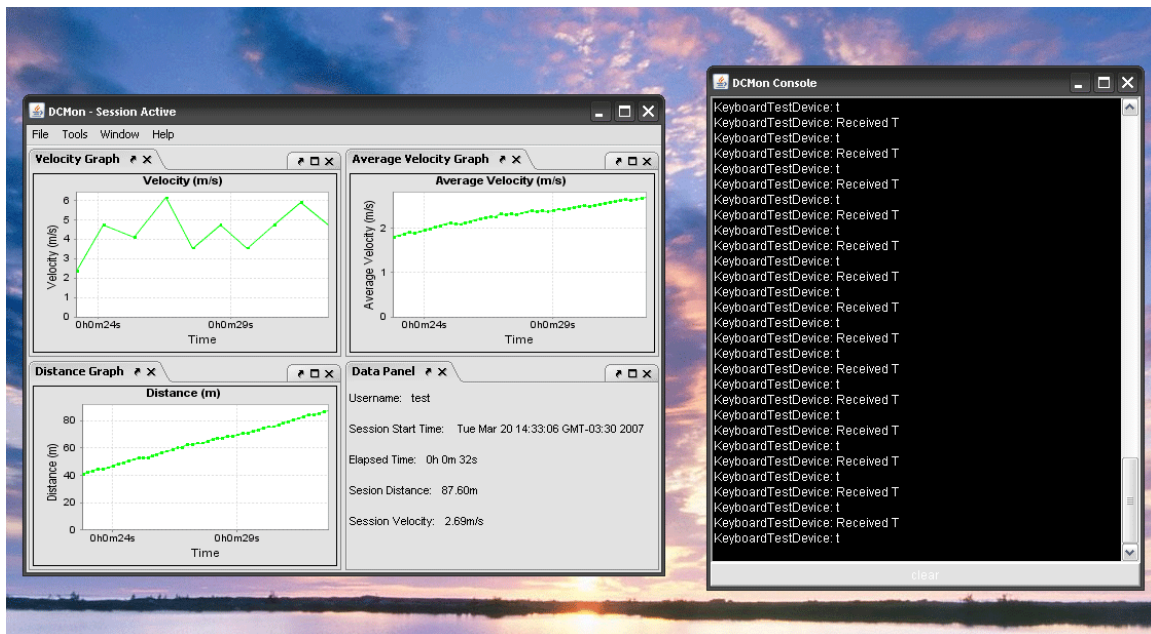 DCMon - Session Active
File Tools Window Help
Velocity Graph
Velocity (m/s)
Velocity (m/s)
6
5
4
3
2
1
0
0h0m24s 0h0m29s
Time
Average Velocity Graph
Average Velocity (m/s)
Average Velocity (m/s)
2
1
0
0h0m24s 0h0m29s
Time
Distance Graph
Distance (m)
Distance (m)
80
60
40
20
0
0h0m24s 0h0m29s
Time
Data Panel
Username: test
Session Start Time: Tue Mar 20 14:33:06 GMT-03:30 2007
Elapsed Time: 0h 0m 32s
Sesion Distance: 87.60m
Session Velocity: 2.69m/s
DCMon Console
KeyboardTestDevice: t
KeyboardTestDevice: Received T
KeyboardTestDevice: t
KeyboardTestDevice: Received T
KeyboardTestDevice: t
KeyboardTestDevice: Received T
KeyboardTestDevice: t
KeyboardTestDevice: Received T
KeyboardTestDevice: t
KeyboardTestDevice: Received T
KeyboardTestDevice: t
KeyboardTestDevice: Received T
KeyboardTestDevice: t
KeyboardTestDevice: Received T
KeyboardTestDevice: t
KeyboardTestDevice: Received T
KeyboardTestDevice: t
KeyboardTestDevice: Received T
KeyboardTestDevice: t
KeyboardTestDevice: Received T
KeyboardTestDevice: t
KeyboardTestDevice: Received T
KeyboardTestDevice: t
KeyboardTestDevice: Received T
KeyboardTestDevice: t
KeyboardTestDevice: Received T
KeyboardTestDevice: t
KeyboardTestDevice: Received T
KeyboardTestDevice: t
clear